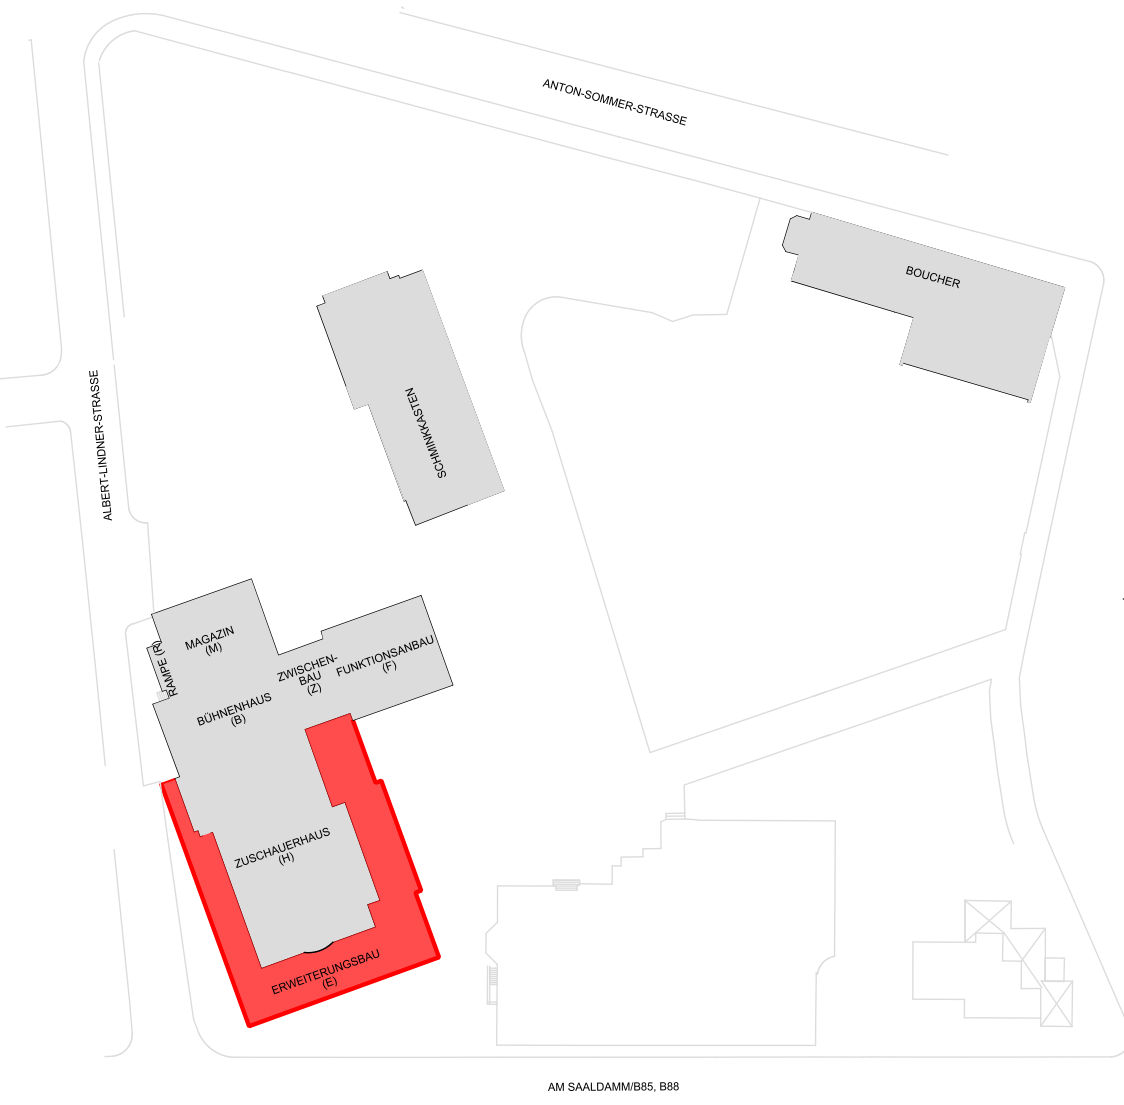 ANTON-SOMMER-STRASSE
BOUCHER
ALBERT-LINDNER-STRASSE
SCHMINKKASTEN
MAGAZIN
(M)
RAMPE (R)
ZWISCHEN-
BAU
(Z)
FUNKTIONSANBAU
(F)
BÜHNENHAUS
(B)
ZUSCHAUERHAUS
(H)
ERWEITERUNGSBAU
(E)
AM SAALDAMM/B85, B88